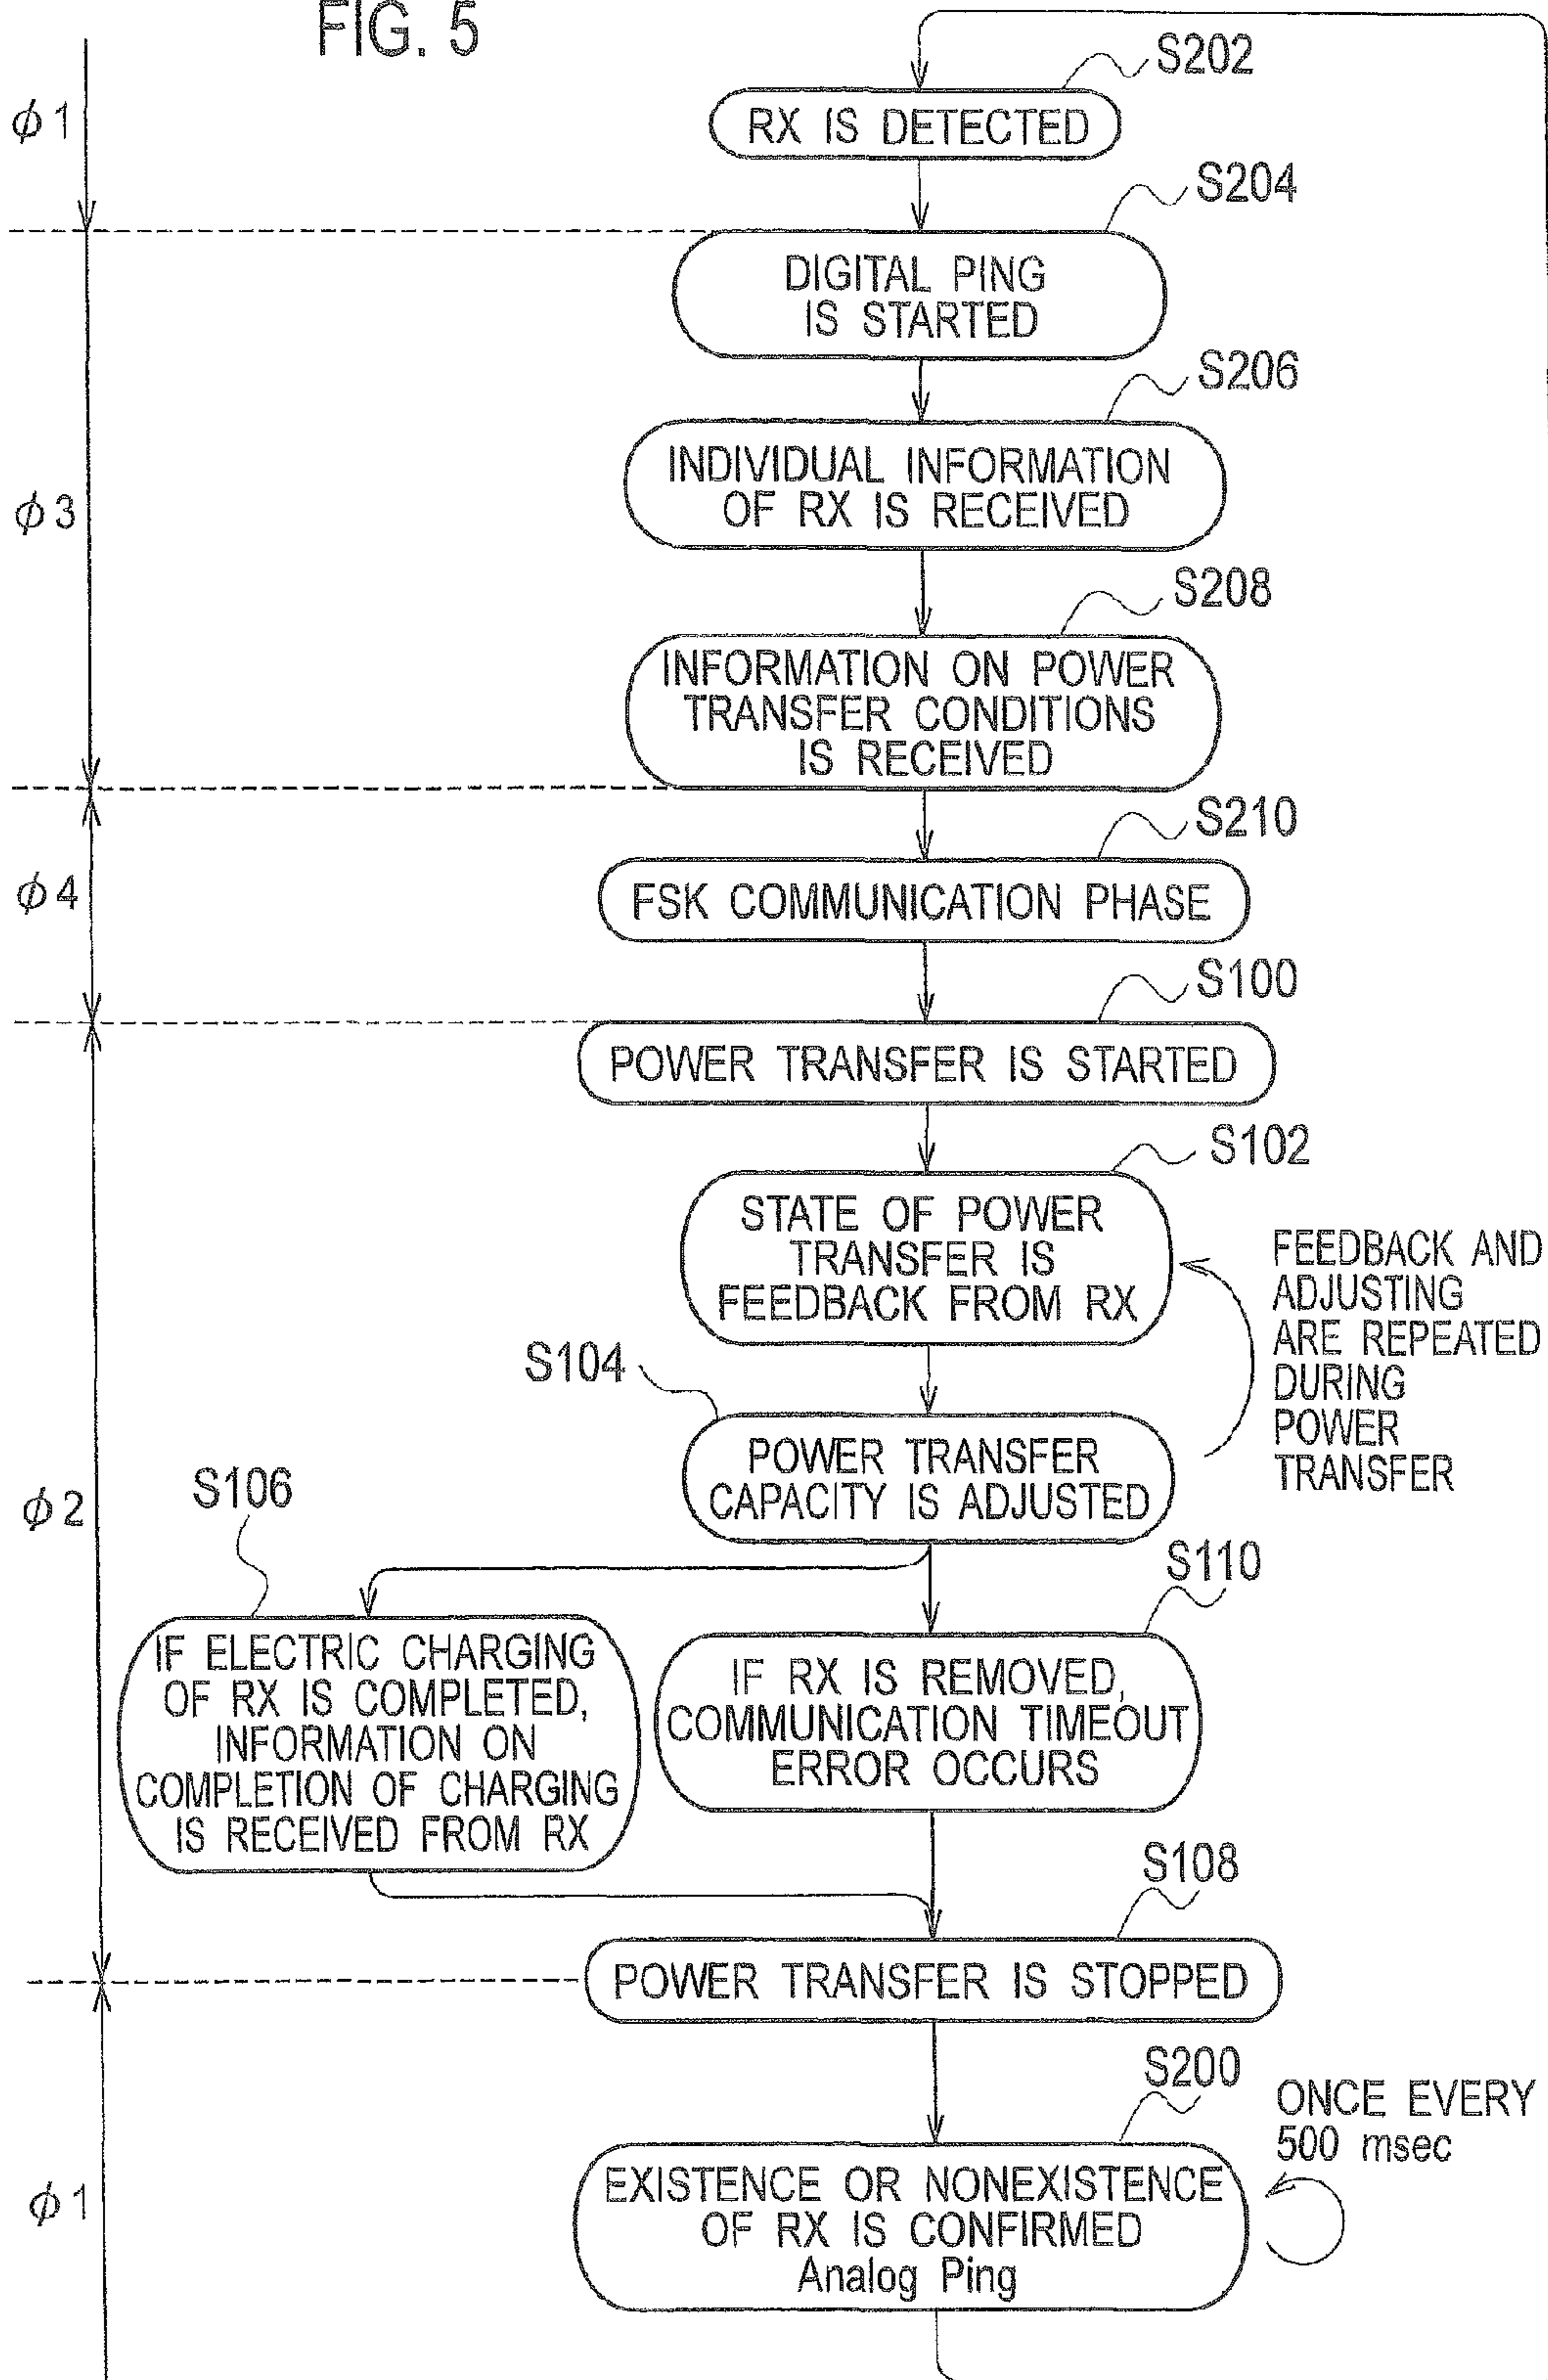 FIG. 5
S202
φ1
RX IS DETECTED
S204
DIGITAL PING
IS STARTED
S206
INDIVIDUAL INFORMATION
OF RX IS RECEIVED
φ3
S208
INFORMATION ON POWER
TRANSFER CONDITIONS
IS RECEIVED
S210
φ4
FSK COMMUNICATION PHASE
S100
POWER TRANSFER IS STARTED
S102
STATE OF POWER
TRANSFER IS
FEEDBACK FROM RX
FEEDBACK AND
ADJUSTING
ARE REPEATED
DURING
POWER
TRANSFER
S104
POWER TRANSFER
CAPACITY IS ADJUSTED
φ2
S106
S110
IF ELECTRIC CHARGING
OF RX IS COMPLETED,
INFORMATION ON
COMPLETION OF CHARGING
IS RECEIVED FROM RX
IF RX IS REMOVED,
COMMUNICATION TIMEOUT
ERROR OCCURS
S108
POWER TRANSFER IS STOPPED
S200
ONCE EVERY
500 msec
φ1
EXISTENCE OR NONEXISTENCE
OF RX IS CONFIRMED
Analog Ping